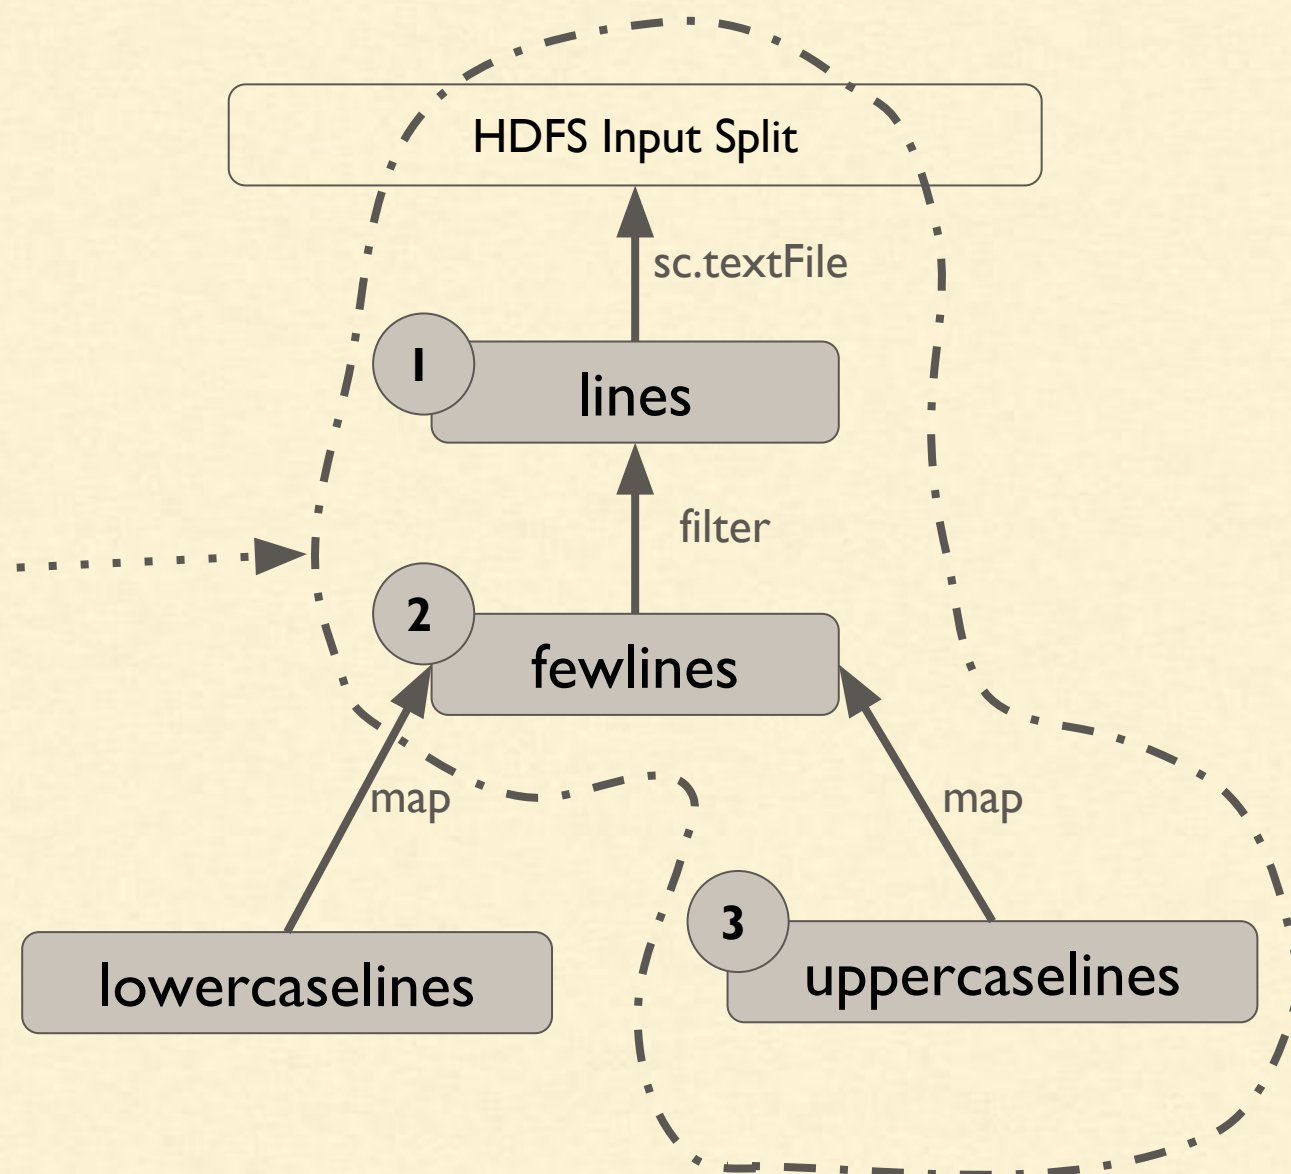 HDFS Input Split
sc.textFile
1
lines
filter
2
fewlines
map
map
3
lowercaselines
uppercaselines